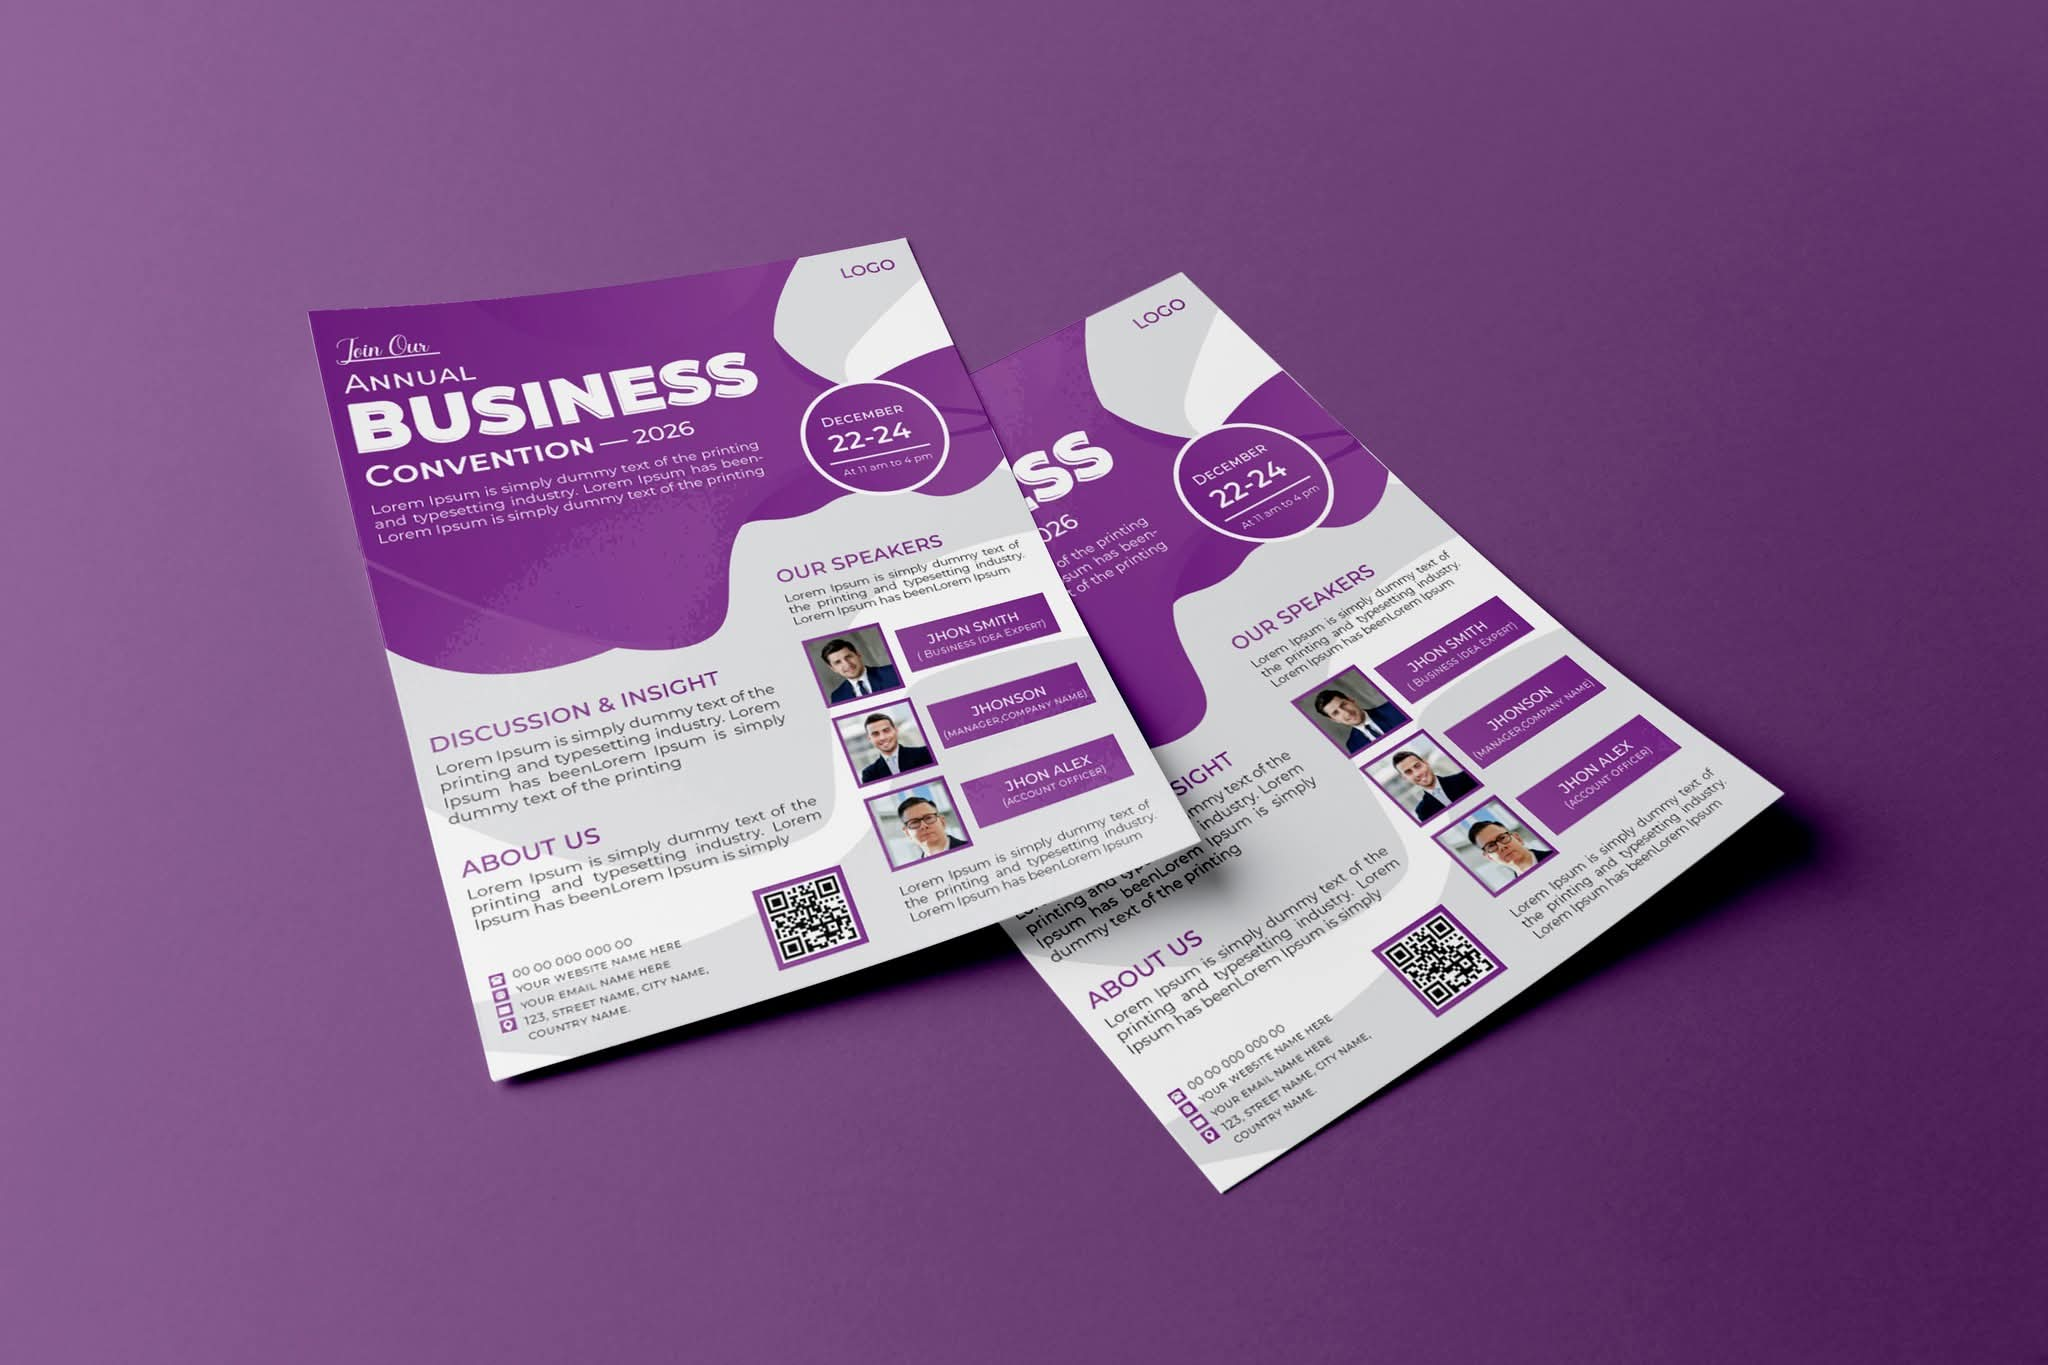 LOGO
Join Our
ANNUAL
BUSINESS
CONVENTION — 2026
Lorem Ipsum is simply dummy text of the printing
and typesetting industry. Lorem Ipsum has been-
Lorem Ipsum is simply dummy text of the printing
DECEMBER
22-24
At 11 am to 4 pm
DISCUSSION & INSIGHT
Lorem Ipsum is simply dummy text of the
printing and typesetting industry. Lorem
Ipsum has beenLorem Ipsum is simply
dummy text of the printing
ABOUT US
Lorem Ipsum is simply dummy text of the
printing and typesetting industry. Lorem
Ipsum has beenLorem Ipsum is simply
00 00 000 000 00
YOUR WEBSITE NAME HERE
YOUR EMAIL NAME HERE
123, STREET NAME, CITY NAME,
COUNTRY NAME.
OUR SPEAKERS
Lorem Ipsum is simply dummy text of
the printing and typesetting industry.
Lorem Ipsum has beenLorem Ipsum
JHON SMITH
( BUSINESS IDEA EXPERT)
JHONSON
(MANAGER,COMPANY NAME)
JHON ALEX
(ACCOUNT OFFICER)
Lorem Ipsum is simply dummy text of
the printing and typesetting industry.
Lorem Ipsum has beenLorem Ipsum
LOGO
ESS
026
of the printing
sum has been-
t of the printing
DECEMBER
22-24
At 11 am to 4 pm
SIGHT
mmy text of the
industry. Lorem
printing and typ
Ipsum has beenLorem Ipsum is simply
dummy text of the printing
ABOUT US
Lorem Ipsum is simply dummy text of the
printing and typesetting industry. Lorem
Ipsum has beenLorem Ipsum is simply
00 00 000 000 00
YOUR WEBSITE NAME HERE
YOUR EMAIL NAME HERE
123, STREET NAME, CITY NAME,
COUNTRY NAME.
OUR SPEAKERS
Lorem Ipsum is simply dummy text of
the printing and typesetting industry.
Lorem Ipsum has beenLorem Ipsum
JHON SMITH
( BUSINESS IDEA EXPERT)
JHONSON
(MANAGER,COMPANY NAME)
JHON ALEX
(ACCOUNT OFFICER)
Lorem Ipsum is simply dummy text of
the printing and typesetting industry.
Lorem Ipsum has beenLorem Ipsum